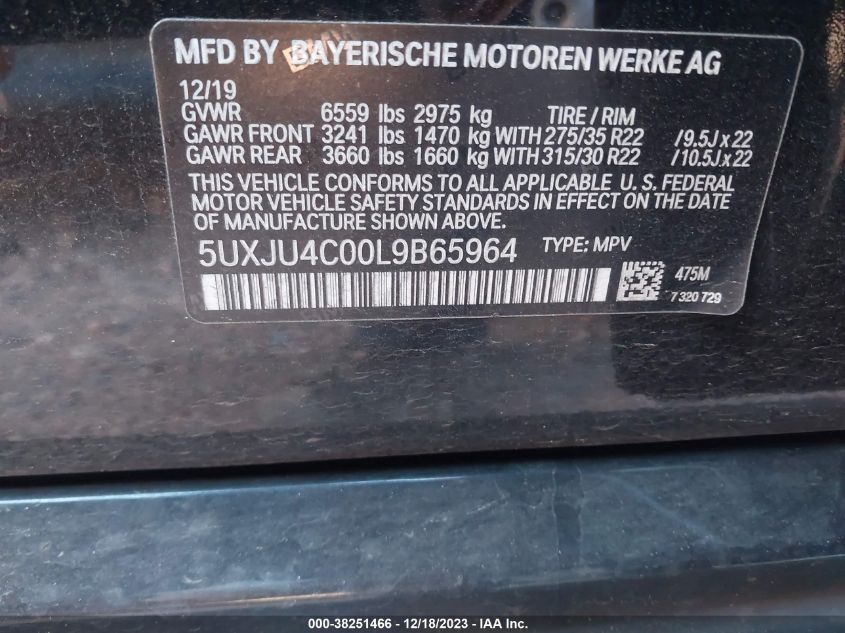 MFD BY BAYERISCHE MOTOREN WERKE AG
12/19
GVWR 6559 lbs 2975 kg TIRE / RIM
GAWR FRONT 3241 lbs 1470 kg WITH 275/35 R22 /9.5J x 22
GAWR REAR 3660 lbs 1660 kg WITH 315/30 R22 /10.5J x 22
THIS VEHICLE CONFORMS TO ALL APPLICABLE U. S. FEDERAL
MOTOR VEHICLE SAFETY STANDARDS IN EFFECT ON THE DATE
OF MANUFACTURE SHOWN ABOVE.
5UXJU4C00L9B65964 TYPE: MPV
475M
7 320 729
000-38251466 - 12/18/2023 - IAA Inc.